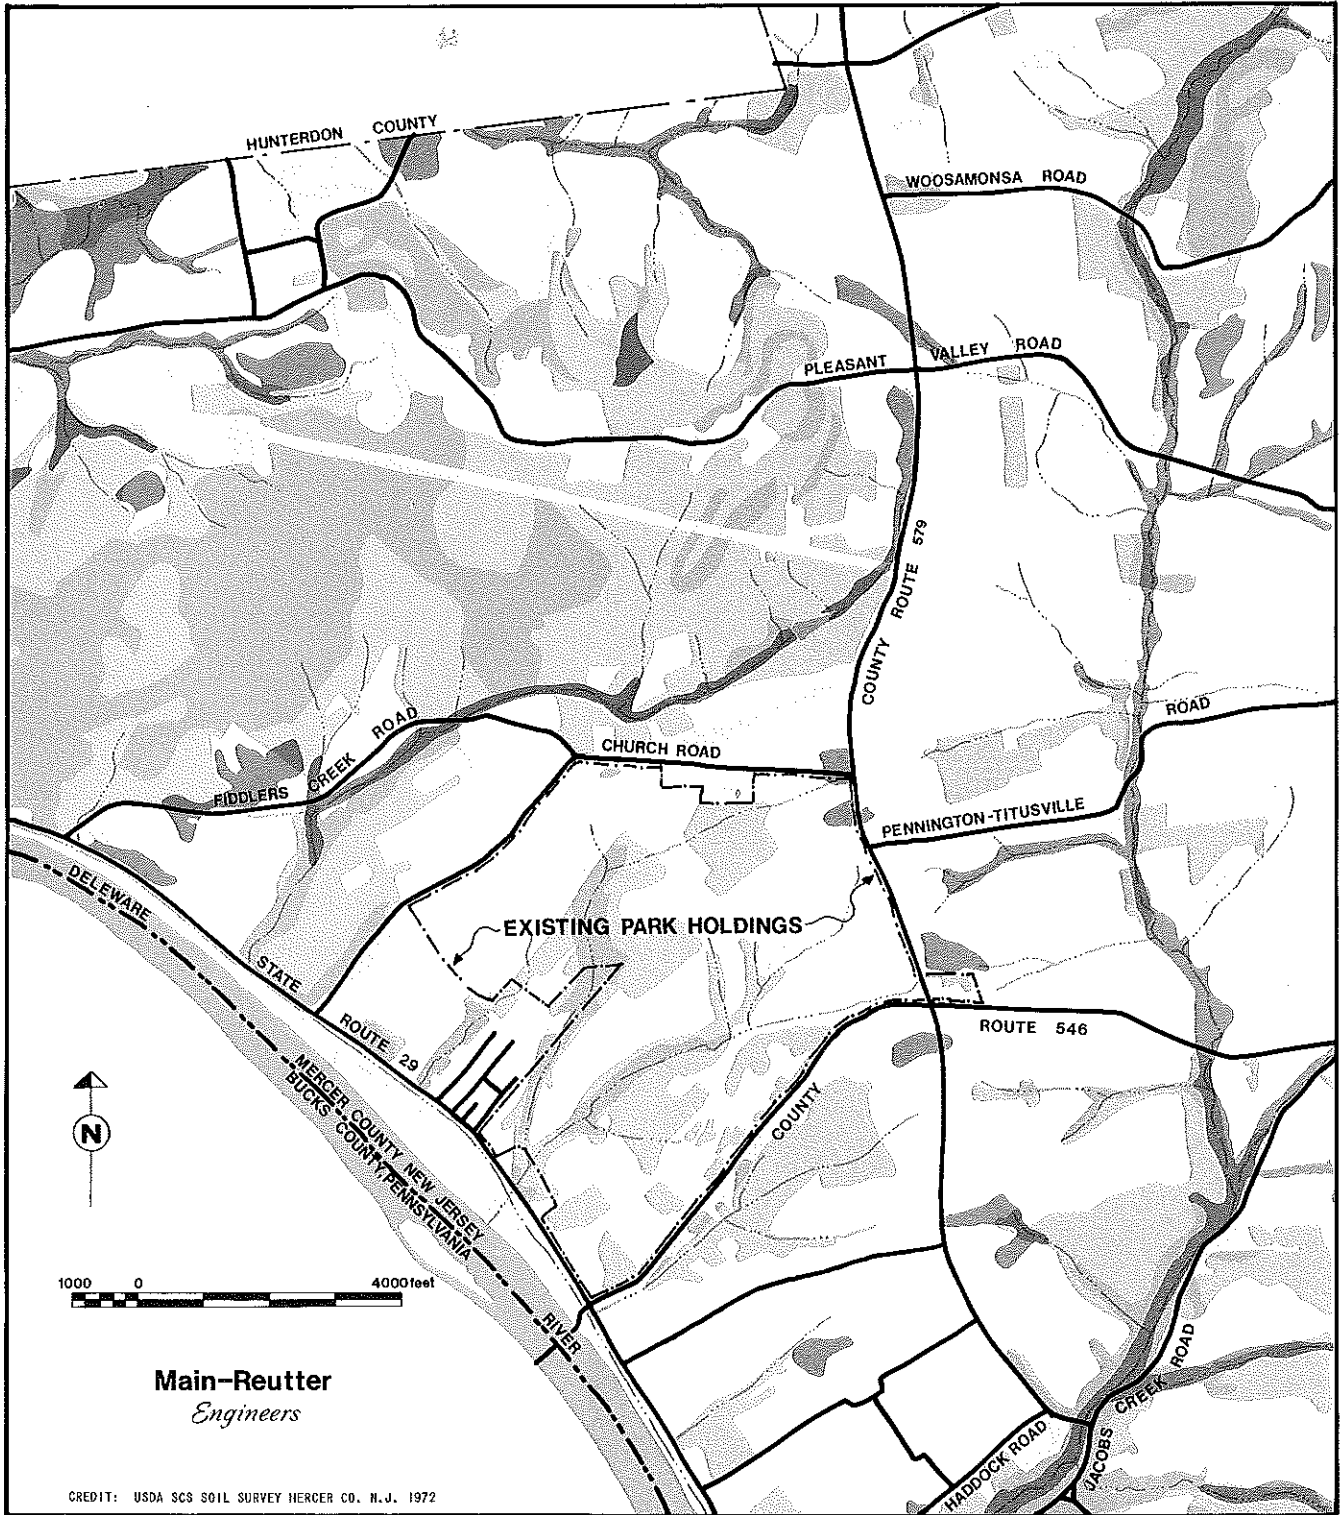 HUNTERDON COUNTY
WOOSAMONSA ROAD
PLEASANT VALLEY ROAD
COUNTY ROUTE 579
FIDDLERS CREEK ROAD
CHURCH ROAD
ROAD
PENNINGTON-TITUSVILLE
DELEWARE
EXISTING PARK HOLDINGS
STATE
ROUTE 29
ROUTE 546
COUNTY
MERCER COUNTY NEW JERSEY
BUCKS COUNTY, PENNSYLVANIA
N
1000 0 4000feet
RIVER
Main-Reutter
Engineers
JACOBS CREEK ROAD
HADDOCK ROAD
CREDIT: USDA SCS SOIL SURVEY MERCER CO. N.J. 1972